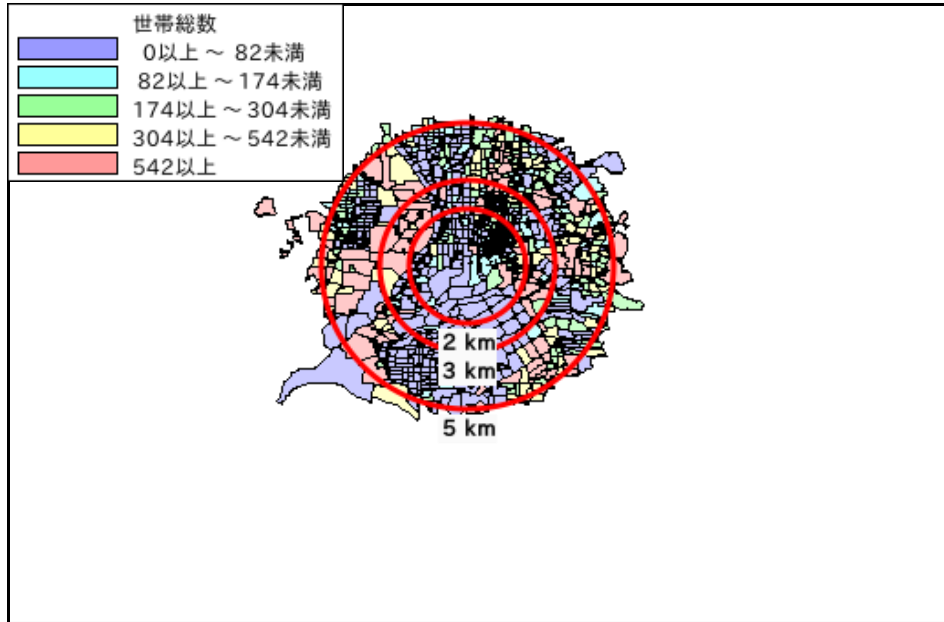 世帯総数
0以上 ～ 82未満
82以上 ～ 174未満
174以上 ～ 304未満
304以上 ～ 542未満
542以上
2 km
3 km
5 km